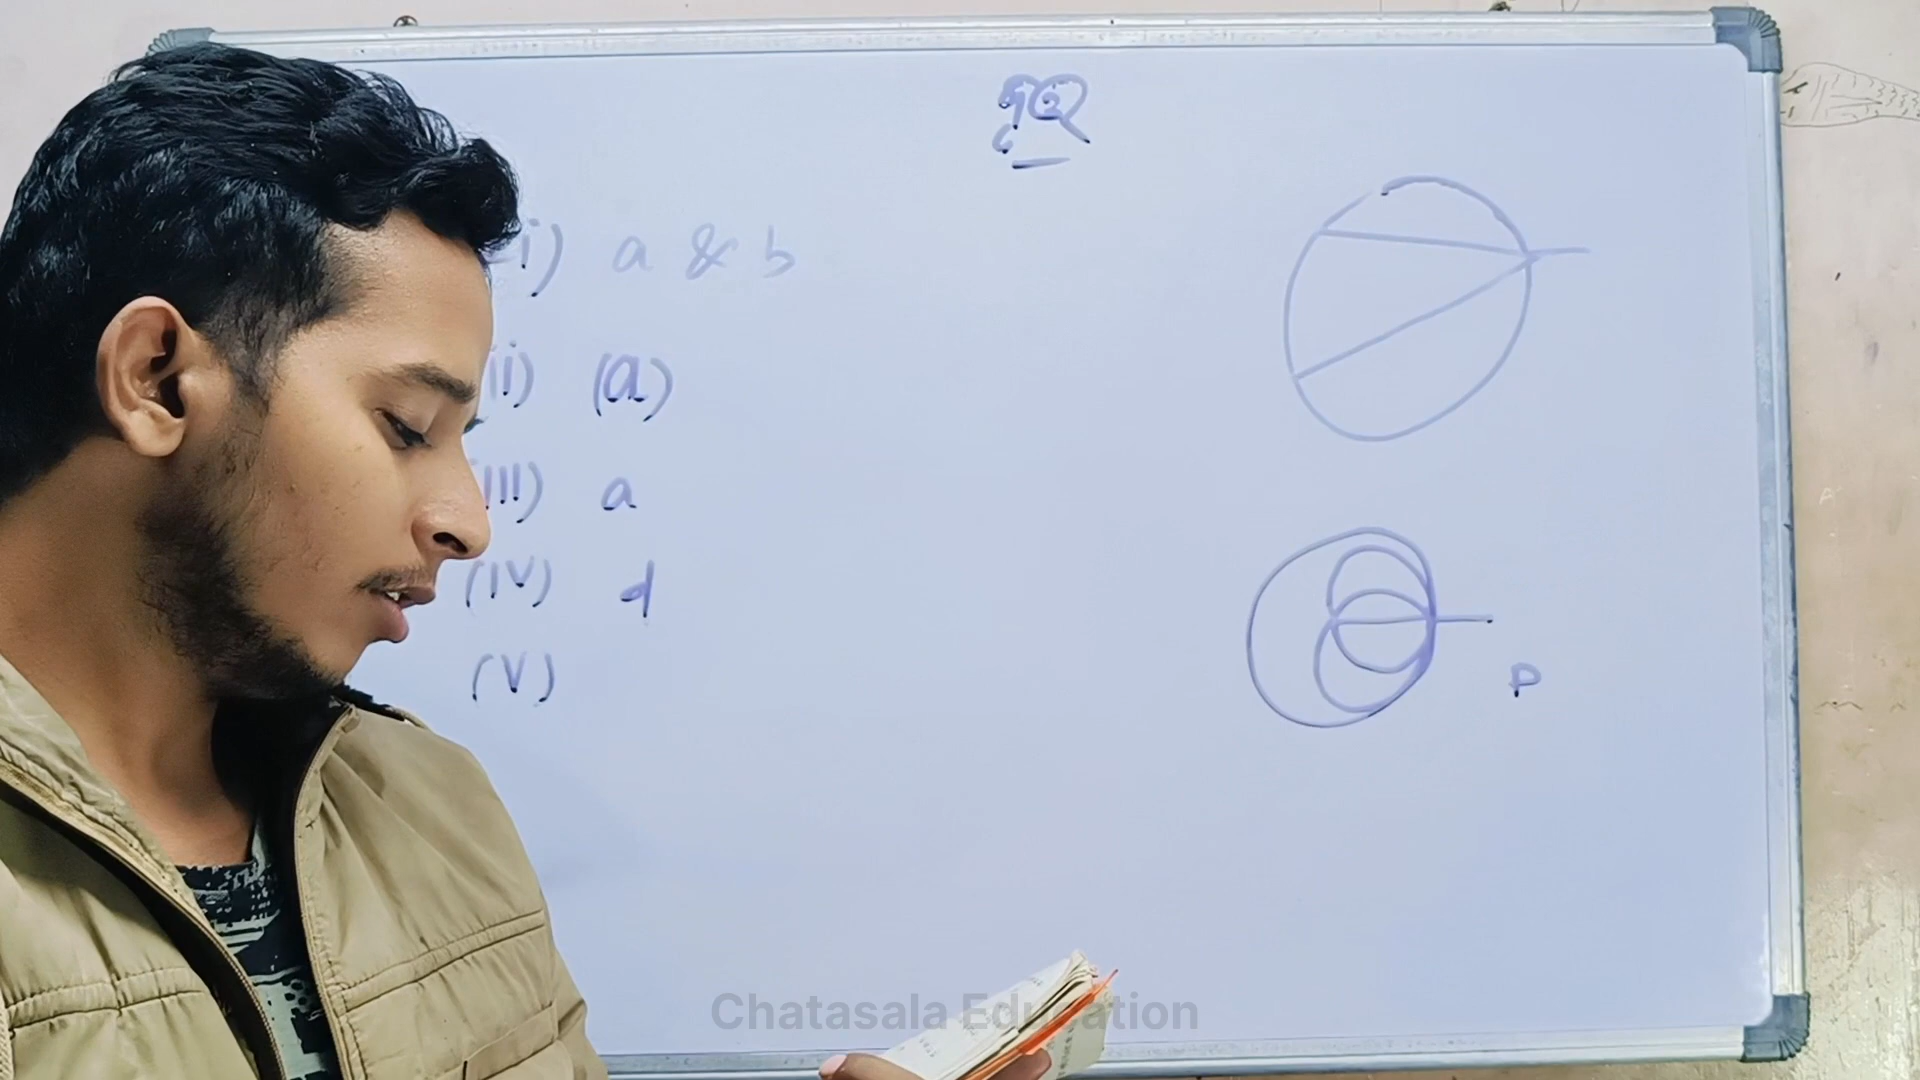 i) a & b
ii) (a)
(III) a
(IV) d
(V)
P
Chatasala Education